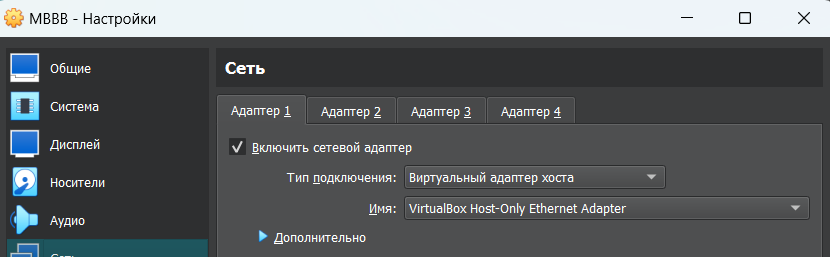 MBBB - Настройки
Общие
Система
Дисплей
Носители
Аудио
Сеть
Сеть
Адаптер 1
Адаптер 2
Адаптер 3
Адаптер 4
Включить сетевой адаптер
Тип подключения: Виртуальный адаптер хоста
Имя: VirtualBox Host-Only Ethernet Adapter
Дополнительно